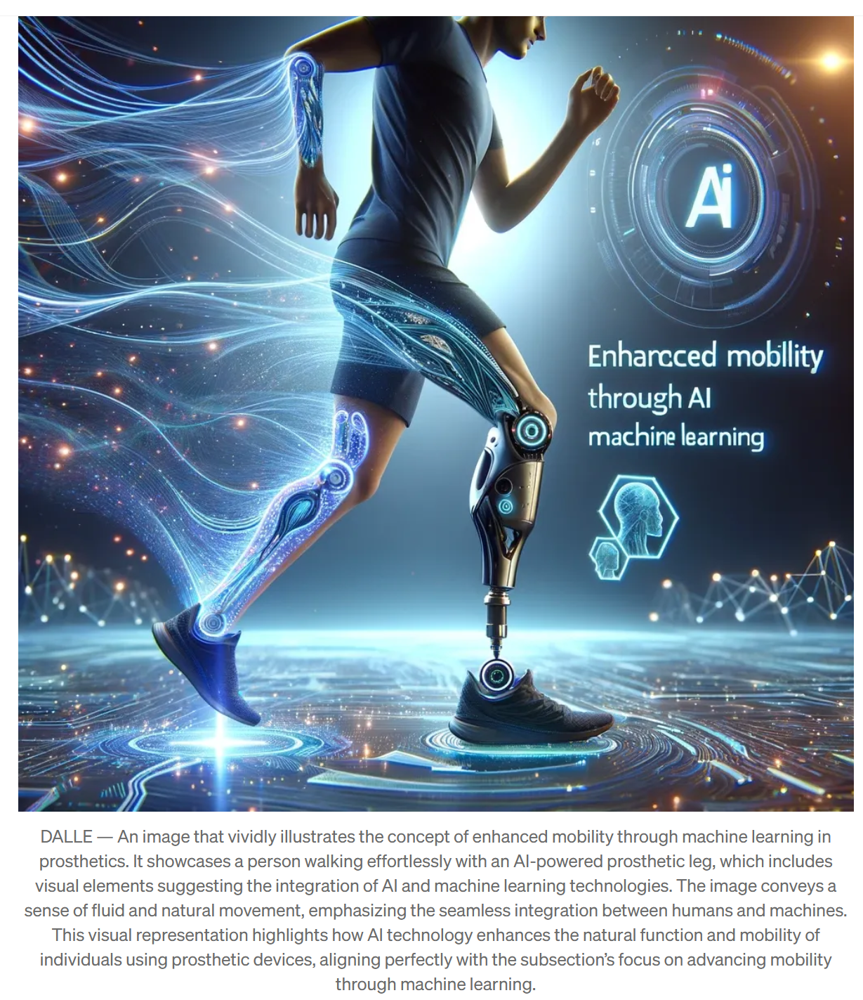 Ai
Enharcced mobllity
through AI
machine learning
DALLE — An image that vividly illustrates the concept of enhanced mobility through machine learning in
prosthetics. It showcases a person walking effortlessly with an AI-powered prosthetic leg, which includes
visual elements suggesting the integration of AI and machine learning technologies. The image conveys a
sense of fluid and natural movement, emphasizing the seamless integration between humans and machines.
This visual representation highlights how AI technology enhances the natural function and mobility of
individuals using prosthetic devices, aligning perfectly with the subsection’s focus on advancing mobility
through machine learning.